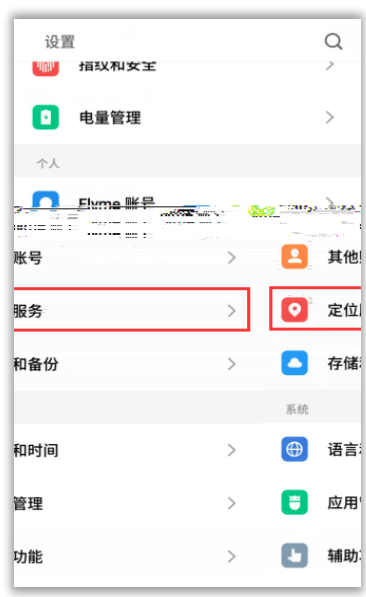 设置
指纹和安全
电量管理
个人
Flyme 账号
账号 其他
服务 定位
和备份 存储
系统
和时间 语言
管理 应用
功能 辅助